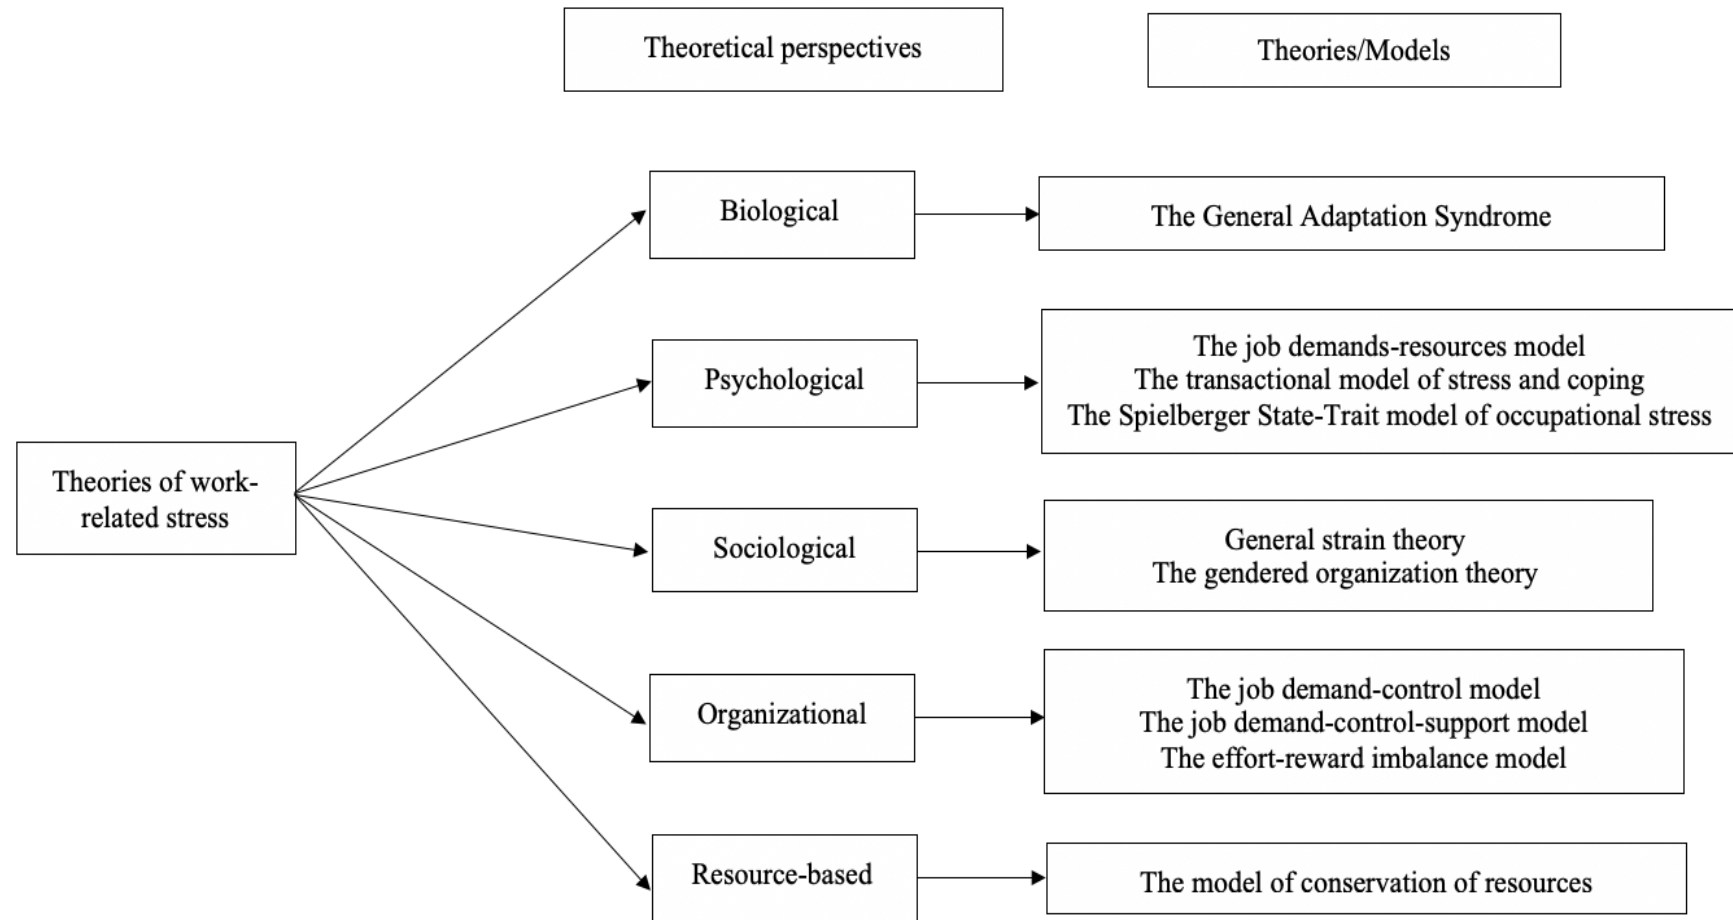 Theoretical perspectives
Theories/Models
Biological
The General Adaptation Syndrome
Psychological
The job demands-resources model
The transactional model of stress and coping
The Spielberger State-Trait model of occupational stress
Theories of work-
related stress
Sociological
General strain theory
The gendered organization theory
Organizational
The job demand-control model
The job demand-control-support model
The effort-reward imbalance model
Resource-based
The model of conservation of resources